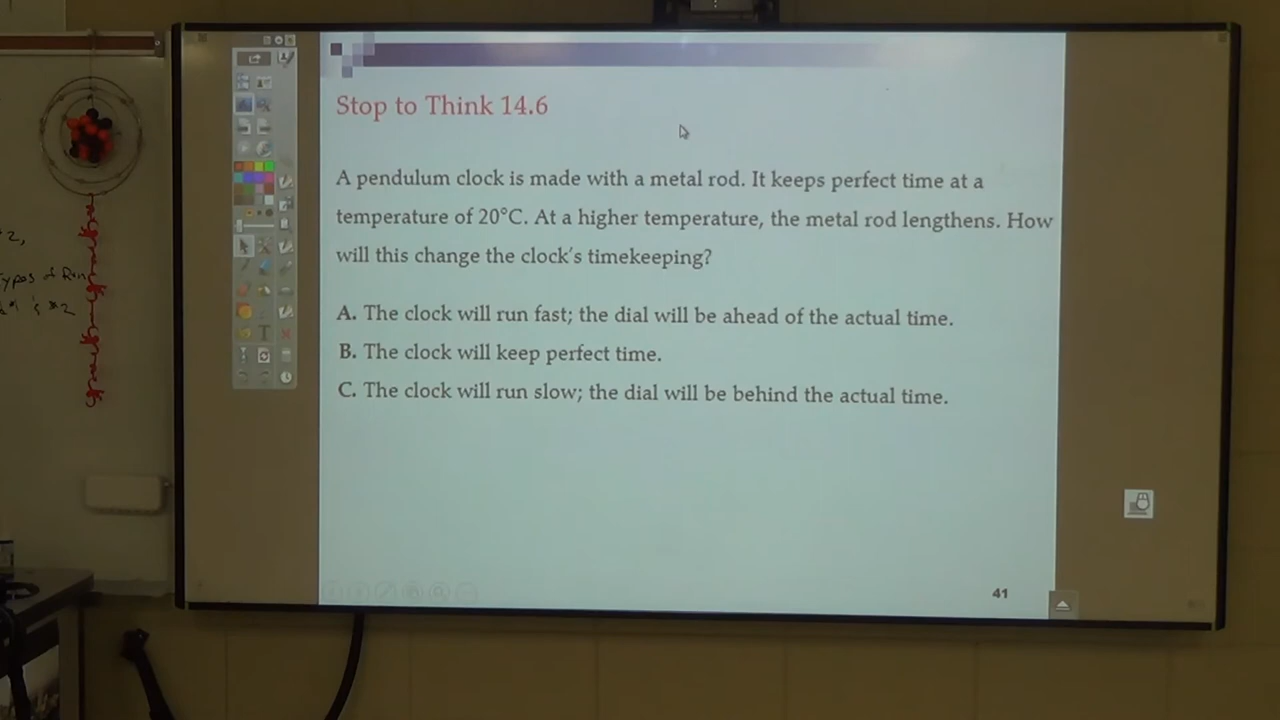 Stop to Think 14.6
A pendulum clock is made with a metal rod. It keeps perfect time at a
temperature of 20°C. At a higher temperature, the metal rod lengthens. How
will this change the clock's timekeeping?
A. The clock will run fast; the dial will be ahead of the actual time.
B. The clock will keep perfect time.
C. The clock will run slow; the dial will be behind the actual time.
41